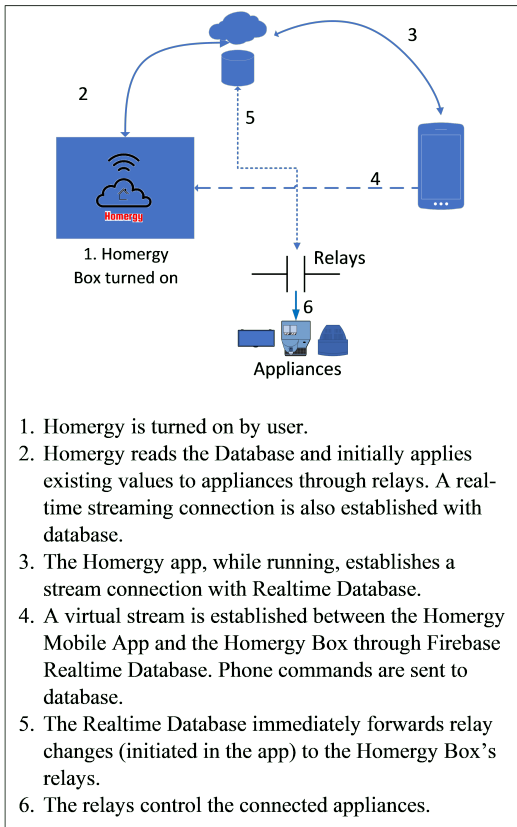 3
2
5
4
Homergy
1. Homergy
Box turned on
Relays
6
Appliances
1. Homergy is turned on by user.
2. Homergy reads the Database and initially applies
existing values to appliances through relays. A real-
time streaming connection is also established with
database.
3. The Homergy app, while running, establishes a
stream connection with Realtime Database.
4. A virtual stream is established between the Homergy
Mobile App and the Homergy Box through Firebase
Realtime Database. Phone commands are sent to
database.
5. The Realtime Database immediately forwards relay
changes (initiated in the app) to the Homergy Box’s
relays.
6. The relays control the connected appliances.